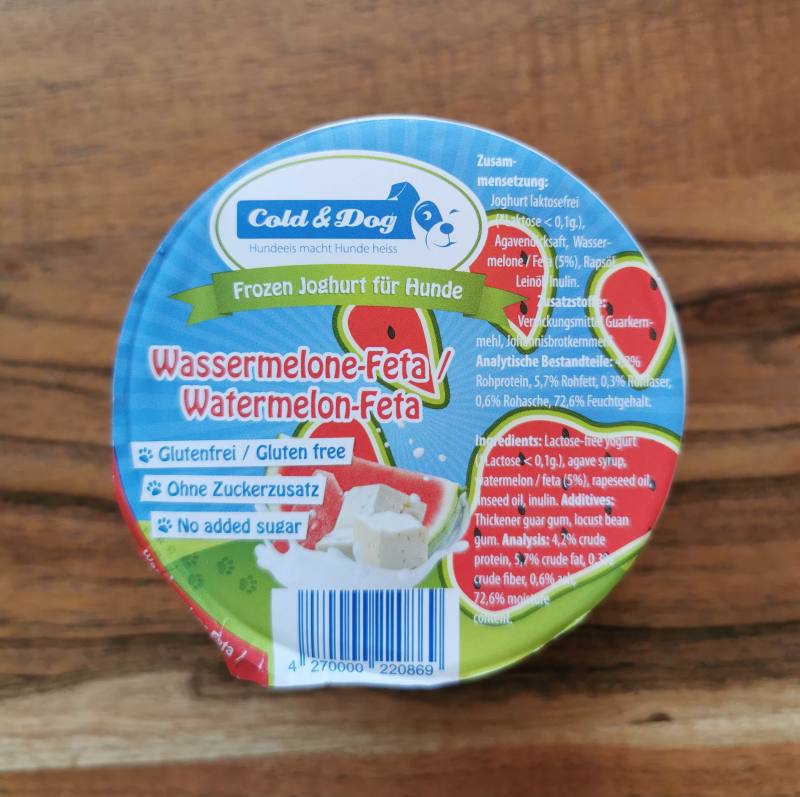 Cold & Dog
Hundeeis macht Hunde heiss
Frozen Joghurt für Hunde
Wassermelone-Feta /
Watermelon-Feta
Glutenfrei / Gluten free
Ohne Zuckerzusatz
No added sugar
4 270000 220869
Zusam-
mensetzung:
Joghurt laktosefrei
(*Laktose < 0,1g.),
Agavendicksaft, Wasser-
melone / Feta (5%), Rapsöl,
Leinöl, Inulin.
Zusatzstoffe:
Verdickungsmittel Guarkern-
mehl, Johannisbrotkernmehl.
Analytische Bestandteile: 4,2%
Rohprotein, 5,7% Rohfett, 0,3% Rohfaser,
0,6% Rohasche, 72,6% Feuchtgehalt.
Ingredients: Lactose-free yogurt
(*Lactose < 0,1g.), agave syrup,
watermelon / feta (5%), rapeseed oil,
linseed oil, inulin. Additives:
Thickener guar gum, locust bean
gum. Analysis: 4,2% crude
protein, 5,7% crude fat, 0.3%
crude fiber, 0,6% ash,
72,6% moisture
content.